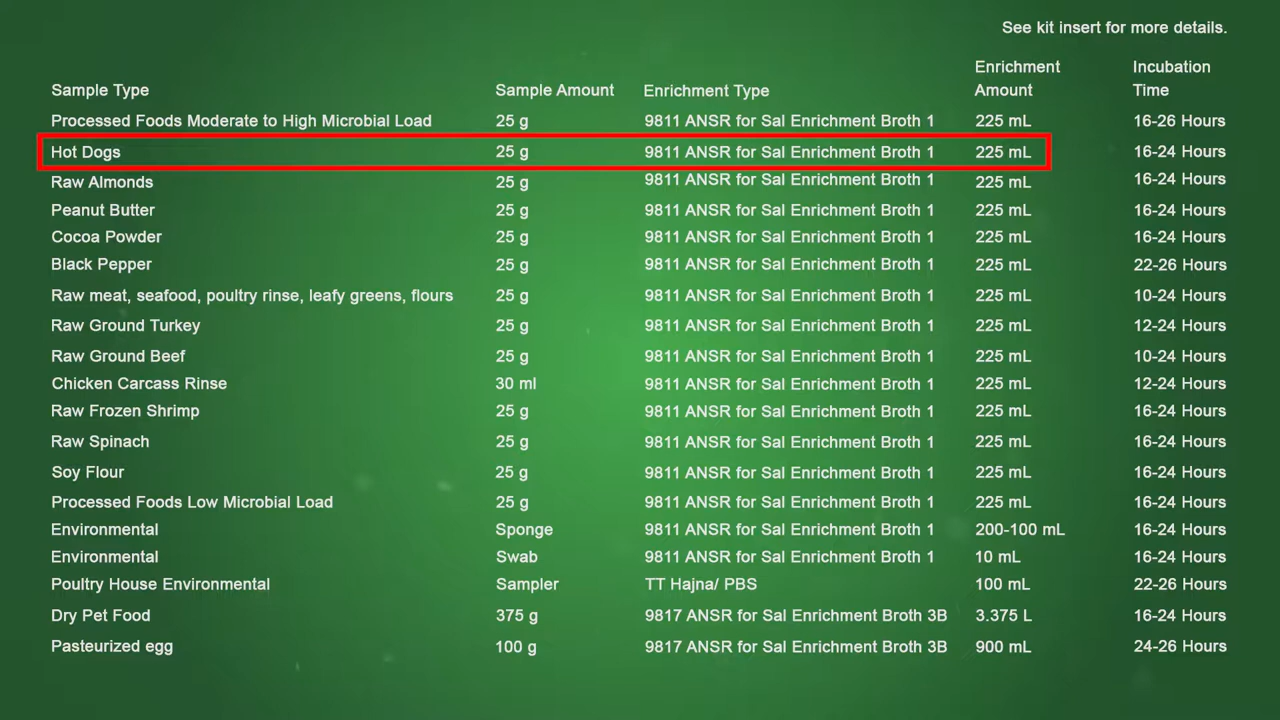 See kit insert for more details.
Sample Type Sample Amount Enrichment Type Enrichment Amount Incubation Time
Processed Foods Moderate to High Microbial Load 25 g 9811 ANSR for Sal Enrichment Broth 1 225 mL 16-26 Hours
Hot Dogs 25 g 9811 ANSR for Sal Enrichment Broth 1 225 mL 16-24 Hours
Raw Almonds 25 g 9811 ANSR for Sal Enrichment Broth 1 225 mL 16-24 Hours
Peanut Butter 25 g 9811 ANSR for Sal Enrichment Broth 1 225 mL 16-24 Hours
Cocoa Powder 25 g 9811 ANSR for Sal Enrichment Broth 1 225 mL 16-24 Hours
Black Pepper 25 g 9811 ANSR for Sal Enrichment Broth 1 225 mL 22-26 Hours
Raw meat, seafood, poultry rinse, leafy greens, flours 25 g 9811 ANSR for Sal Enrichment Broth 1 225 mL 10-24 Hours
Raw Ground Turkey 25 g 9811 ANSR for Sal Enrichment Broth 1 225 mL 12-24 Hours
Raw Ground Beef 25 g 9811 ANSR for Sal Enrichment Broth 1 225 mL 10-24 Hours
Chicken Carcass Rinse 30 ml 9811 ANSR for Sal Enrichment Broth 1 225 mL 12-24 Hours
Raw Frozen Shrimp 25 g 9811 ANSR for Sal Enrichment Broth 1 225 mL 16-24 Hours
Raw Spinach 25 g 9811 ANSR for Sal Enrichment Broth 1 225 mL 16-24 Hours
Soy Flour 25 g 9811 ANSR for Sal Enrichment Broth 1 225 mL 16-24 Hours
Processed Foods Low Microbial Load 25 g 9811 ANSR for Sal Enrichment Broth 1 225 mL 16-24 Hours
Environmental Sponge 9811 ANSR for Sal Enrichment Broth 1 200-100 mL 16-24 Hours
Environmental Swab 9811 ANSR for Sal Enrichment Broth 1 10 mL 16-24 Hours
Poultry House Environmental Sampler TT Hajna/ PBS 100 mL 22-26 Hours
Dry Pet Food 375 g 9817 ANSR for Sal Enrichment Broth 3B 3.375 L 16-24 Hours
Pasteurized egg 100 g 9817 ANSR for Sal Enrichment Broth 3B 900 mL 24-26 Hours